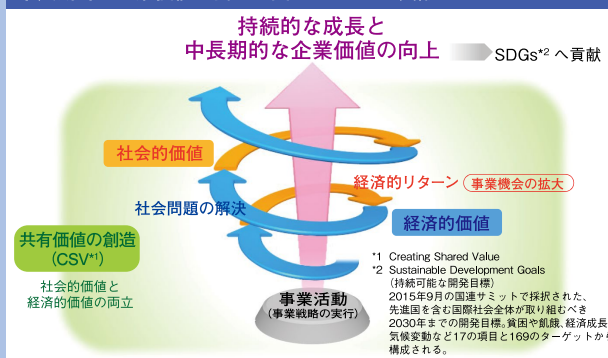 持続的な成長と
中長期的な企業価値の向上
SDGs*2 へ貢献
社会的価値
経済的リターン 事業機会の拡大
社会問題の解決
経済的価値
共有価値の創造
(CSV*1)
社会的価値と
経済的価値の両立
事業活動
(事業戦略の実行)
*1 Creating Shared Value
*2 Sustainable Development Goals
(持続可能な開発目標)
2015年9月の国連サミットで採択された、
先進国を含む国際社会全体が取り組むべき
2030年までの開発目標。貧困や飢餓、経済成長、
気候変動など17の項目と169のターゲットから
構成される。